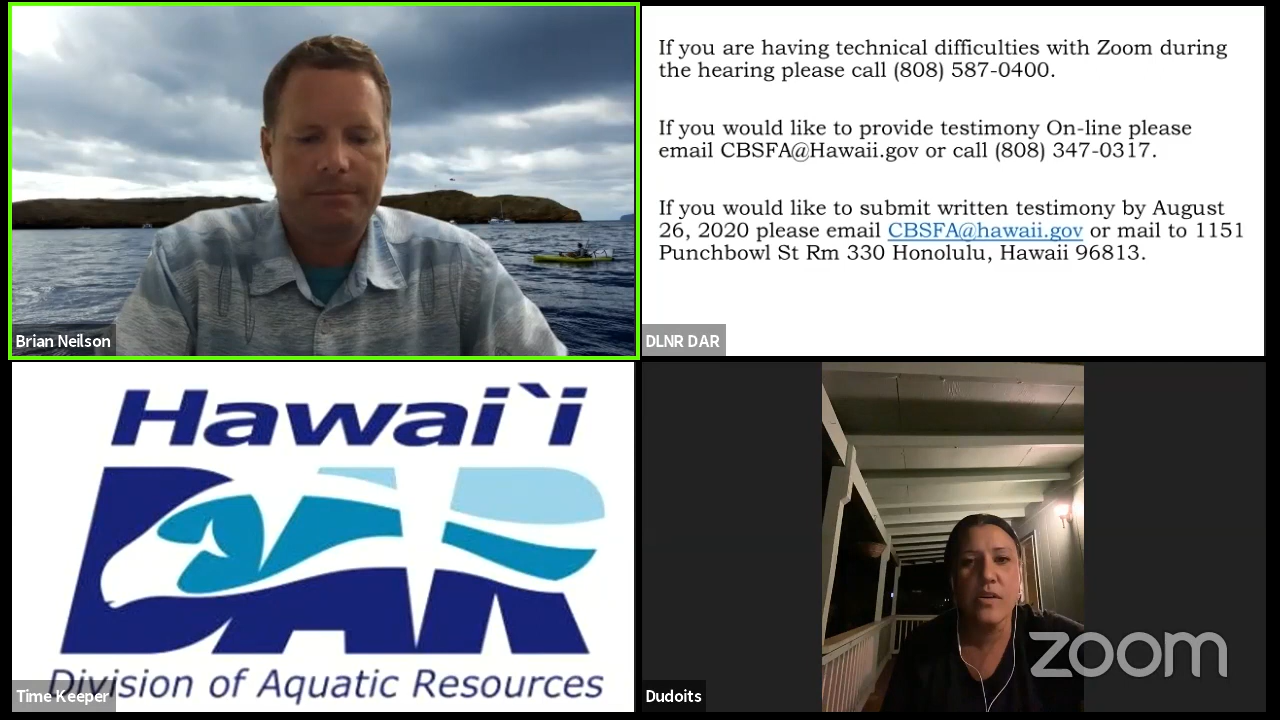 If you are having technical difficulties with Zoom during
the hearing please call (808) 587-0400.
If you would like to provide testimony On-line please
email CBSFA@Hawaii.gov or call (808) 347-0317.
If you would like to submit written testimony by August
26, 2020 please email CBSFA@hawaii.gov or mail to 1151
Punchbowl St Rm 330 Honolulu, Hawaii 96813.
Brian Neilson
DLNR DAR
Hawai`i
DAR
Division of Aquatic Resources
Time Keeper
Dudoits
zoom